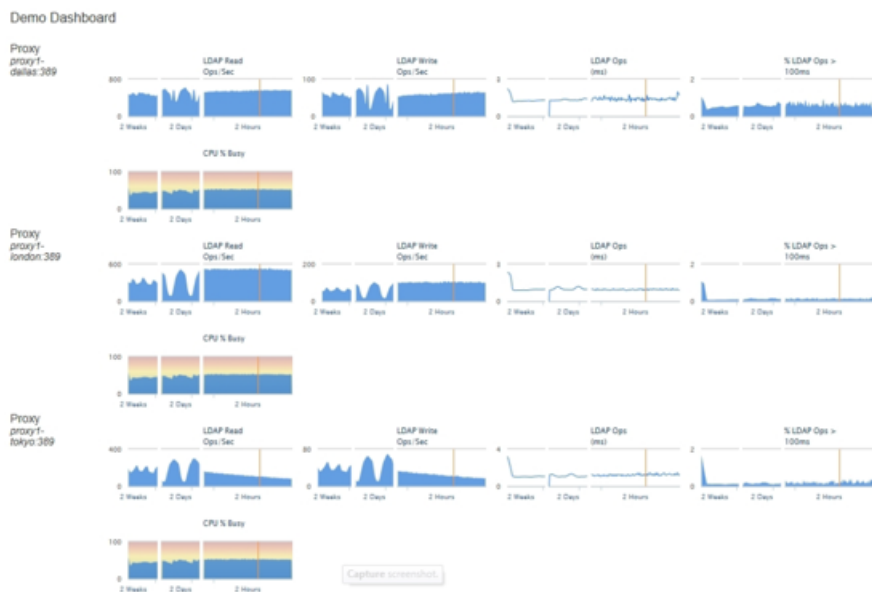 Demo Dashboard
Proxy
proxy1-
dallas:389
LDAP Read
Ops/Sec
LDAP Write
Ops/Sec
LDAP Ops
(ms)
% LDAP Ops >
100ms
800
0
100
0
0
2
0
2 Weeks
2 Days
2 Hours
2 Weeks
2 Days
2 Hours
2 Weeks
2 Days
2 Hours
2 Weeks
2 Days
2 Hours
CPU % Busy
100
0
2 Weeks
2 Days
2 Hours
Proxy
proxy1-
london:389
LDAP Read
Ops/Sec
LDAP Write
Ops/Sec
LDAP Ops
(ms)
% LDAP Ops >
100ms
600
0
200
0
2
0
2
0
2 Weeks
2 Days
2 Hours
2 Weeks
2 Days
2 Hours
2 Weeks
2 Days
2 Hours
2 Weeks
2 Days
2 Hours
CPU % Busy
100
0
2 Weeks
2 Days
2 Hours
Proxy
proxy1-
tokyo:389
LDAP Read
Ops/Sec
LDAP Write
Ops/Sec
LDAP Ops
(ms)
% LDAP Ops >
100ms
400
0
80
0
4
0
2
0
2 Weeks
2 Days
2 Hours
2 Weeks
2 Days
2 Hours
2 Weeks
2 Days
2 Hours
2 Weeks
2 Days
2 Hours
CPU % Busy
100
0
2 Weeks
2 Days
2 Hours
Capture screenshot.